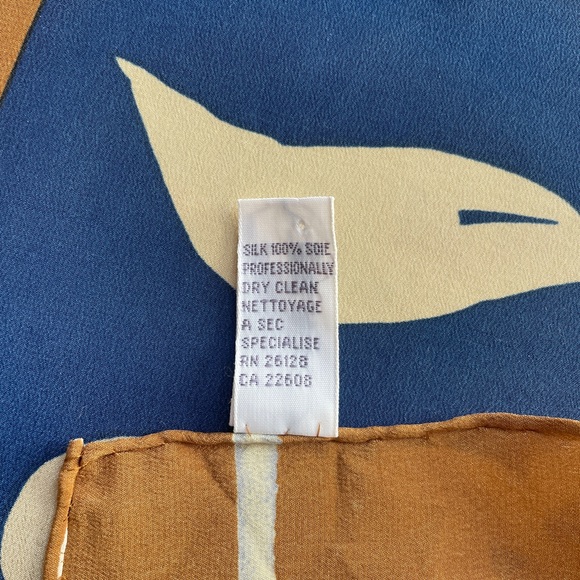 SILK 100% SOIE
PROFESSIONALLY
DRY CLEAN
NETTOYAGE
A SEC
SPECIALISE
RN 26128
CA 22608